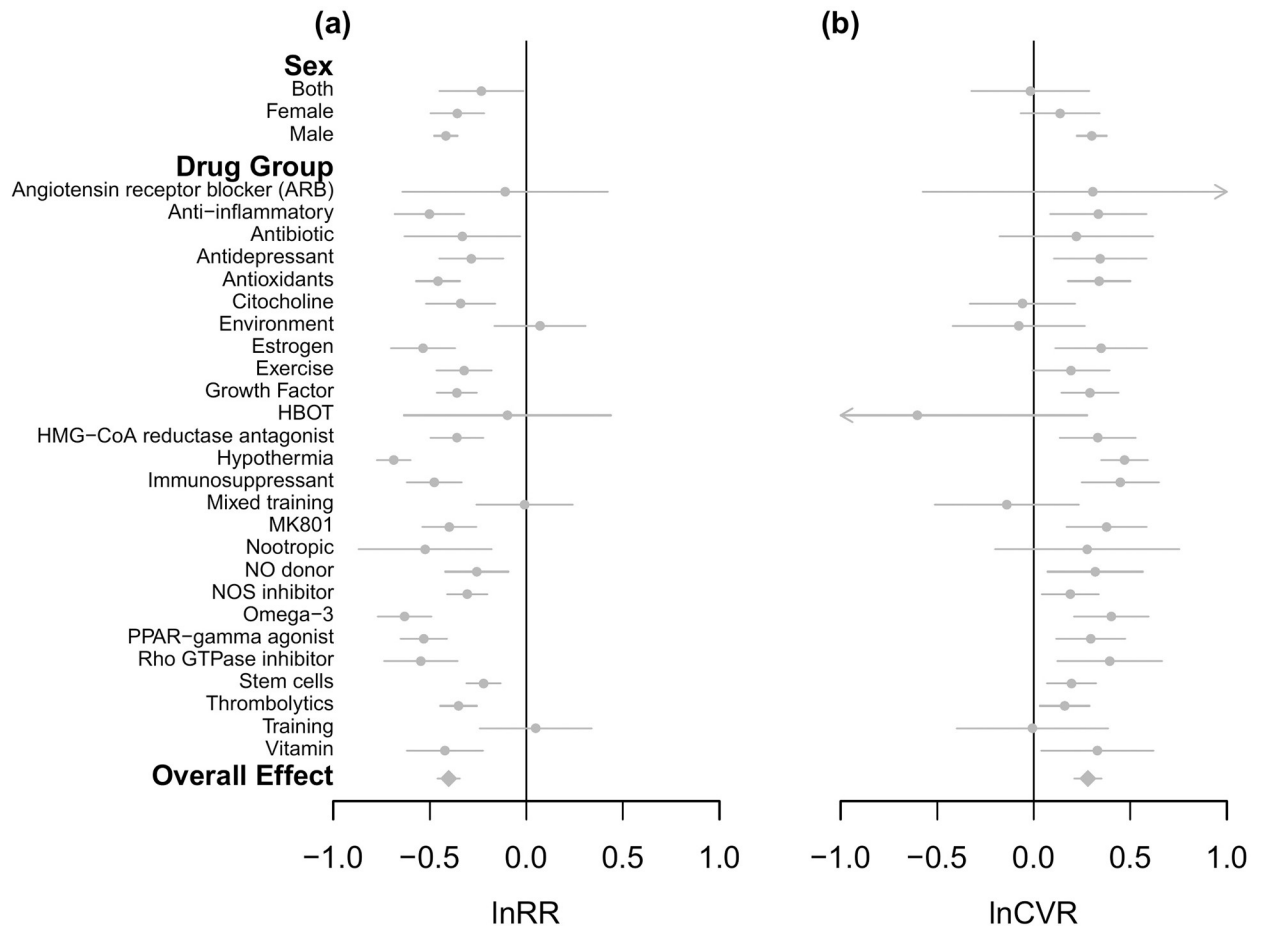 (a) (b)
Sex
Both
Female
Male
Drug Group
Angiotensin receptor blocker (ARB)
Anti−inflammatory
Antibiotic
Antidepressant
Antioxidants
Citocholine
Environment
Estrogen
Exercise
Growth Factor
HBOT
HMG−CoA reductase antagonist
Hypothermia
Immunosuppressant
Mixed training
MK801
Nootropic
NO donor
NOS inhibitor
Omega−3
PPAR−gamma agonist
Rho GTPase inhibitor
Stem cells
Thrombolytics
Training
Vitamin
Overall Effect
−1.0 −0.5 0.0 0.5 1.0 −1.0 −0.5 0.0 0.5 1.0
lnRR lnCVR